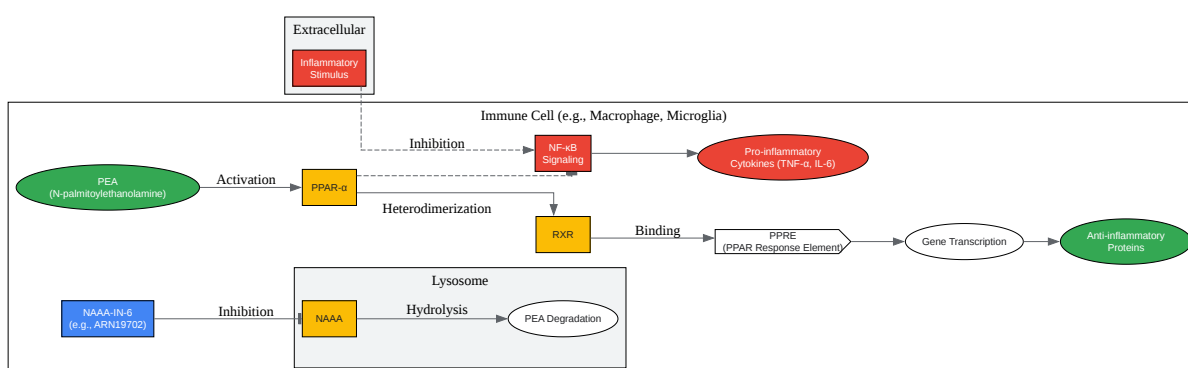 Extracellular
Inflammatory
Stimulus
Immune Cell (e.g., Macrophage, Microglia)
Inhibition
NF-κB
Signaling
Pro-inflammatory
Cytokines (TNF-α, IL-6)
PEA
(N-palmitoylethanolamine)
Activation
PPAR-α
Heterodimerization
RXR
Binding
PPRE
(PPAR Response Element)
Gene Transcription
Anti-inflammatory
Proteins
Lysosome
NAAA-IN-6
(e.g., ARN19702)
Inhibition
NAAA
Hydrolysis
PEA Degradation